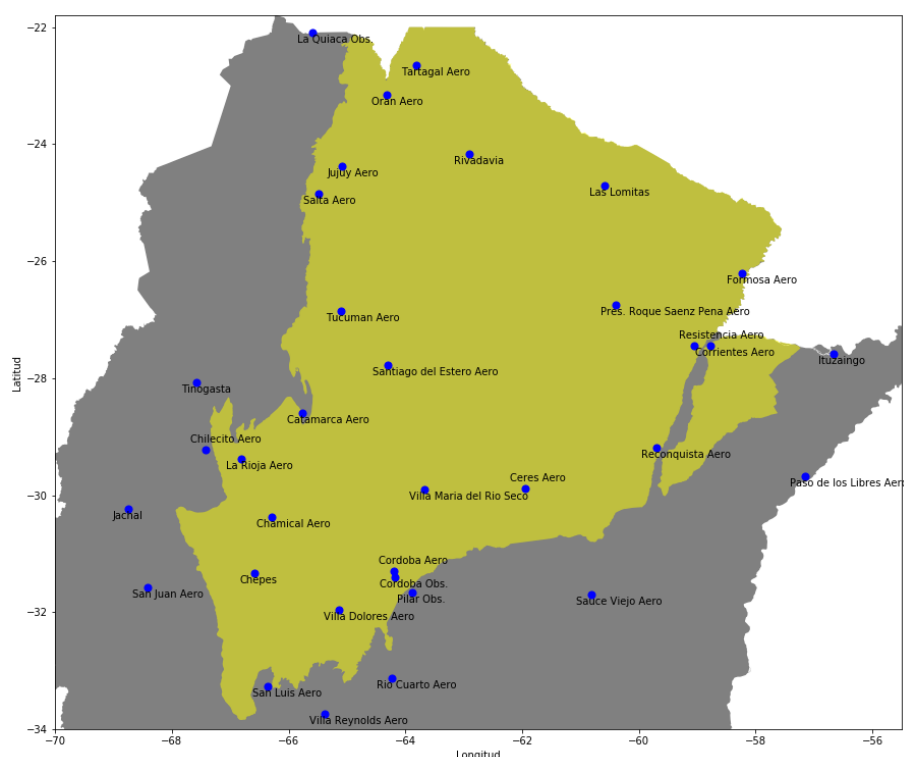 −22
La Quiaca Obs.
Tartagal Aero
Oran Aero
−24
Rivadavia
Jujuy Aero
Las Lomitas
Salta Aero
−26
Formosa Aero
Pres. Roque Saenz Pena Aero
Tucuman Aero
Resistencia Aero
Corrientes Aero
Ituzaingo
Latitud
Santiago del Estero Aero
−28
Tinogasta
Catamarca Aero
Chilecito Aero
La Rioja Aero
Reconquista Aero
Ceres Aero
Paso de los Libres Aero
Villa Maria del Rio Seco
−30
Jachal
Chamical Aero
Cordoba Aero
Chepes
Cordoba Obs.
San Juan Aero
Pilar Obs.
Sauce Viejo Aero
−32
Villa Dolores Aero
Rio Cuarto Aero
San Luis Aero
Villa Reynolds Aero
−34
−70 −68 −66 −64 −62 −60 −58 −56
Longitud